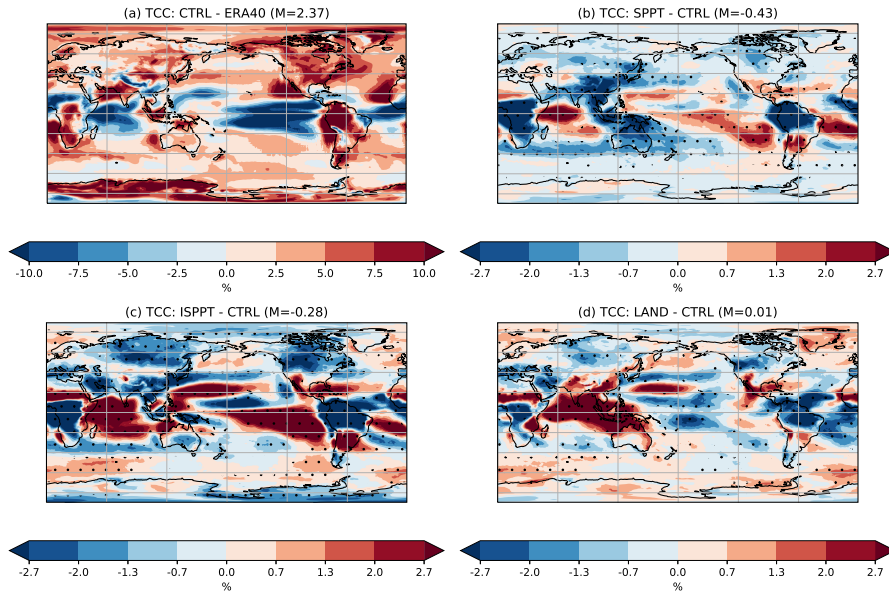 (a) TCC: CTRL - ERA40 (M=2.37)
(b) TCC: SPPT - CTRL (M=-0.43)
-10.0 -7.5 -5.0 -2.5 0.0 2.5 5.0 7.5 10.0
%
-2.7 -2.0 -1.3 -0.7 0.0 0.7 1.3 2.0 2.7
%
(c) TCC: ISPPT - CTRL (M=-0.28)
(d) TCC: LAND - CTRL (M=0.01)
-2.7 -2.0 -1.3 -0.7 0.0 0.7 1.3 2.0 2.7
%
-2.7 -2.0 -1.3 -0.7 0.0 0.7 1.3 2.0 2.7
%